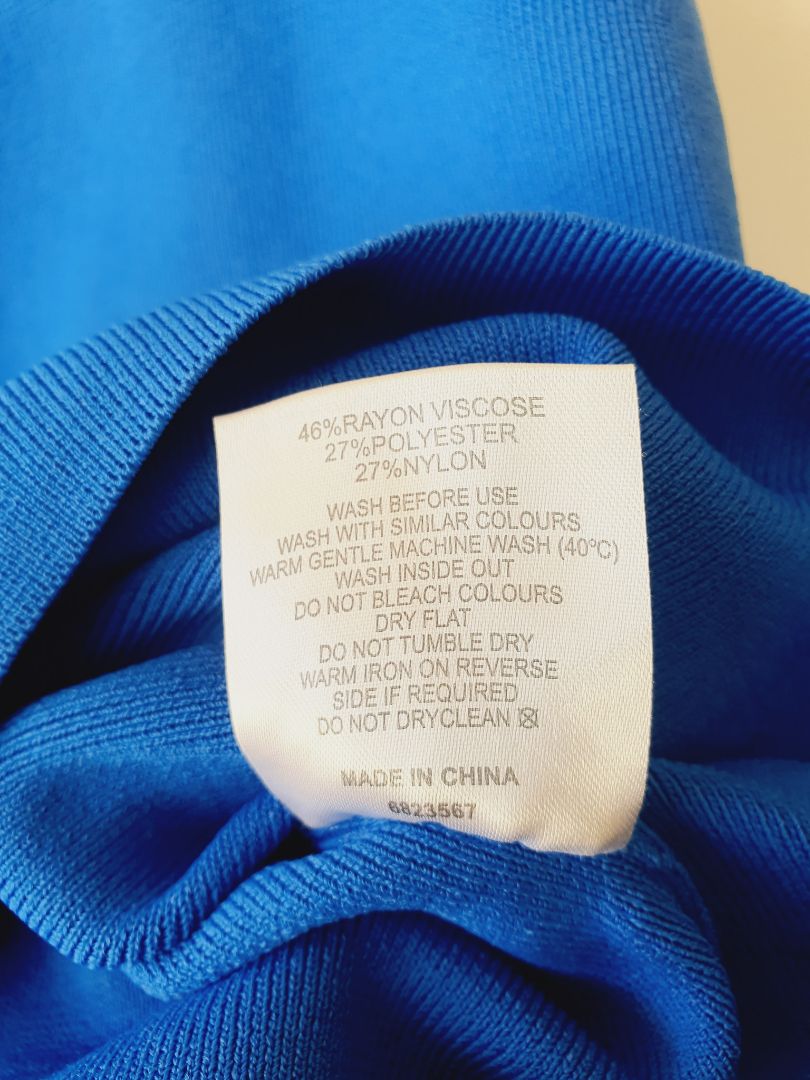 46%RAYON VISCOSE
27%POLYESTER
27%NYLON
WASH BEFORE USE
WASH WITH SIMILAR COLOURS
WARM GENTLE MACHINE WASH (40°C)
WASH INSIDE OUT
DO NOT BLEACH COLOURS
DRY FLAT
DO NOT TUMBLE DRY
WARM IRON ON REVERSE
SIDE IF REQUIRED
DO NOT DRYCLEAN
MADE IN CHINA
6823567